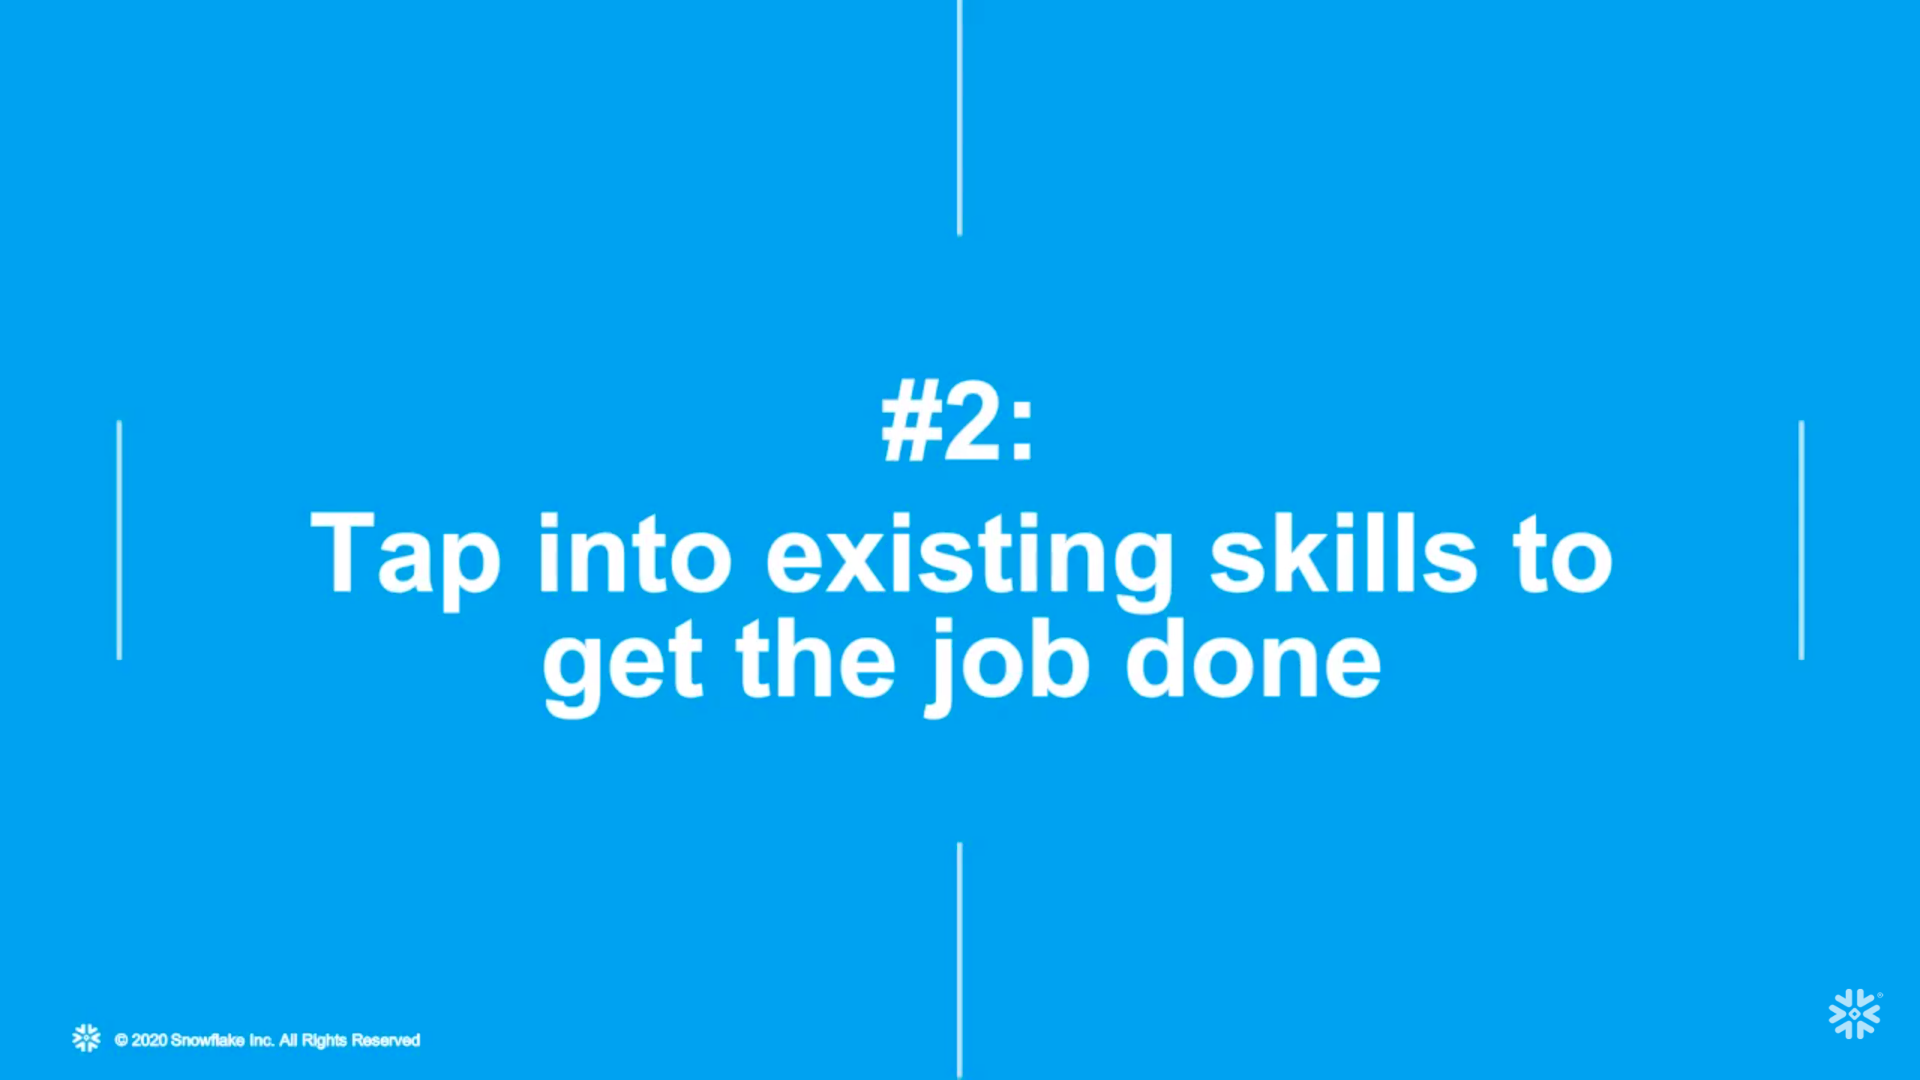 #2:
Tap into existing skills to
get the job done
© 2020 Snowflake Inc. All Rights Reserved
®